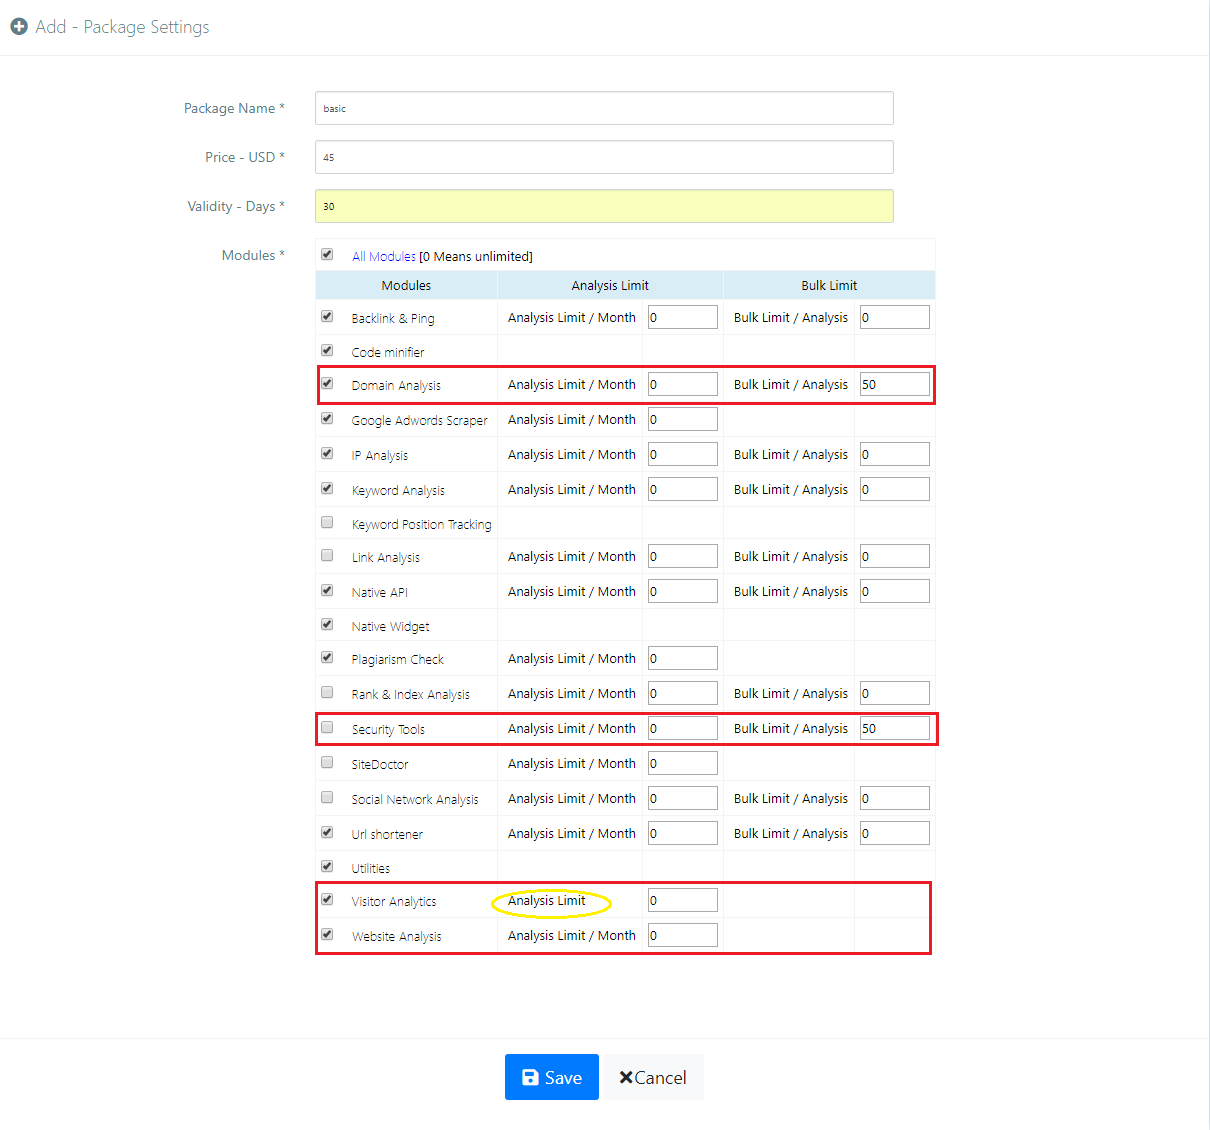 Add - Package Settings
Package Name * basic
Price - USD * 45
Validity - Days * 30
Modules * All Modules [0 Means unlimited]
Modules Analysis Limit Bulk Limit
Backlink & Ping Analysis Limit / Month 0 Bulk Limit / Analysis 0
Code minifier
Domain Analysis Analysis Limit / Month 0 Bulk Limit / Analysis 50
Google Adwords Scraper Analysis Limit / Month 0
IP Analysis Analysis Limit / Month 0 Bulk Limit / Analysis 0
Keyword Analysis Analysis Limit / Month 0 Bulk Limit / Analysis 0
Keyword Position Tracking
Link Analysis Analysis Limit / Month 0 Bulk Limit / Analysis 0
Native API Analysis Limit / Month 0 Bulk Limit / Analysis 0
Native Widget
Plagiarism Check Analysis Limit / Month 0
Rank & Index Analysis Analysis Limit / Month 0 Bulk Limit / Analysis 0
Security Tools Analysis Limit / Month 0 Bulk Limit / Analysis 50
SiteDoctor Analysis Limit / Month 0
Social Network Analysis Analysis Limit / Month 0 Bulk Limit / Analysis 0
Url shortener Analysis Limit / Month 0 Bulk Limit / Analysis 0
Utilities
Visitor Analytics Analysis Limit 0
Website Analysis Analysis Limit / Month 0
Save Cancel